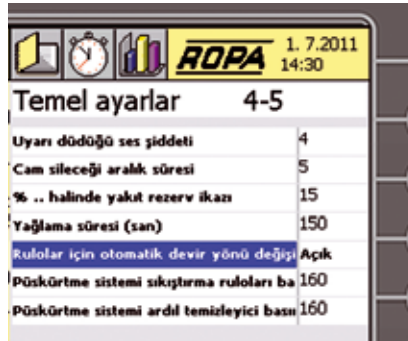 ROPA
1. 7.2011
14:30
Temel ayarlar 4-5
Uyarı düdüğü ses şiddeti 4
Cam sileceği aralık süresi 5
% .. halinde yakıt rezerv ikazı 15
Yağlama süresi (san) 150
Rulolar için otomatik devir yönü değişi Açık
Püskürtme sistemi sıkıştırma ruloları ba 160
Püskürtme sistemi ardıl temizleyici basın 160